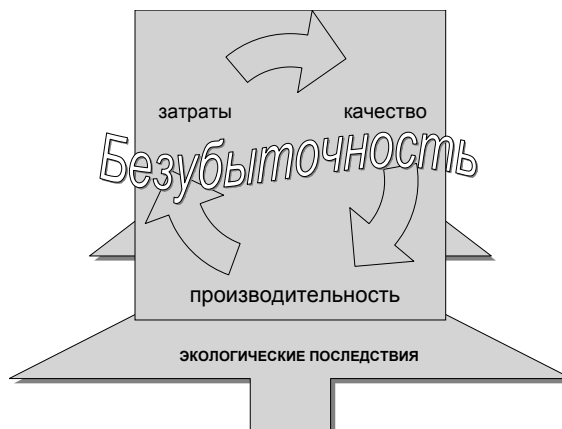 затраты качество
Безубыточность
производительность
ЭКОЛОГИЧЕСКИЕ ПОСЛЕДСТВИЯ